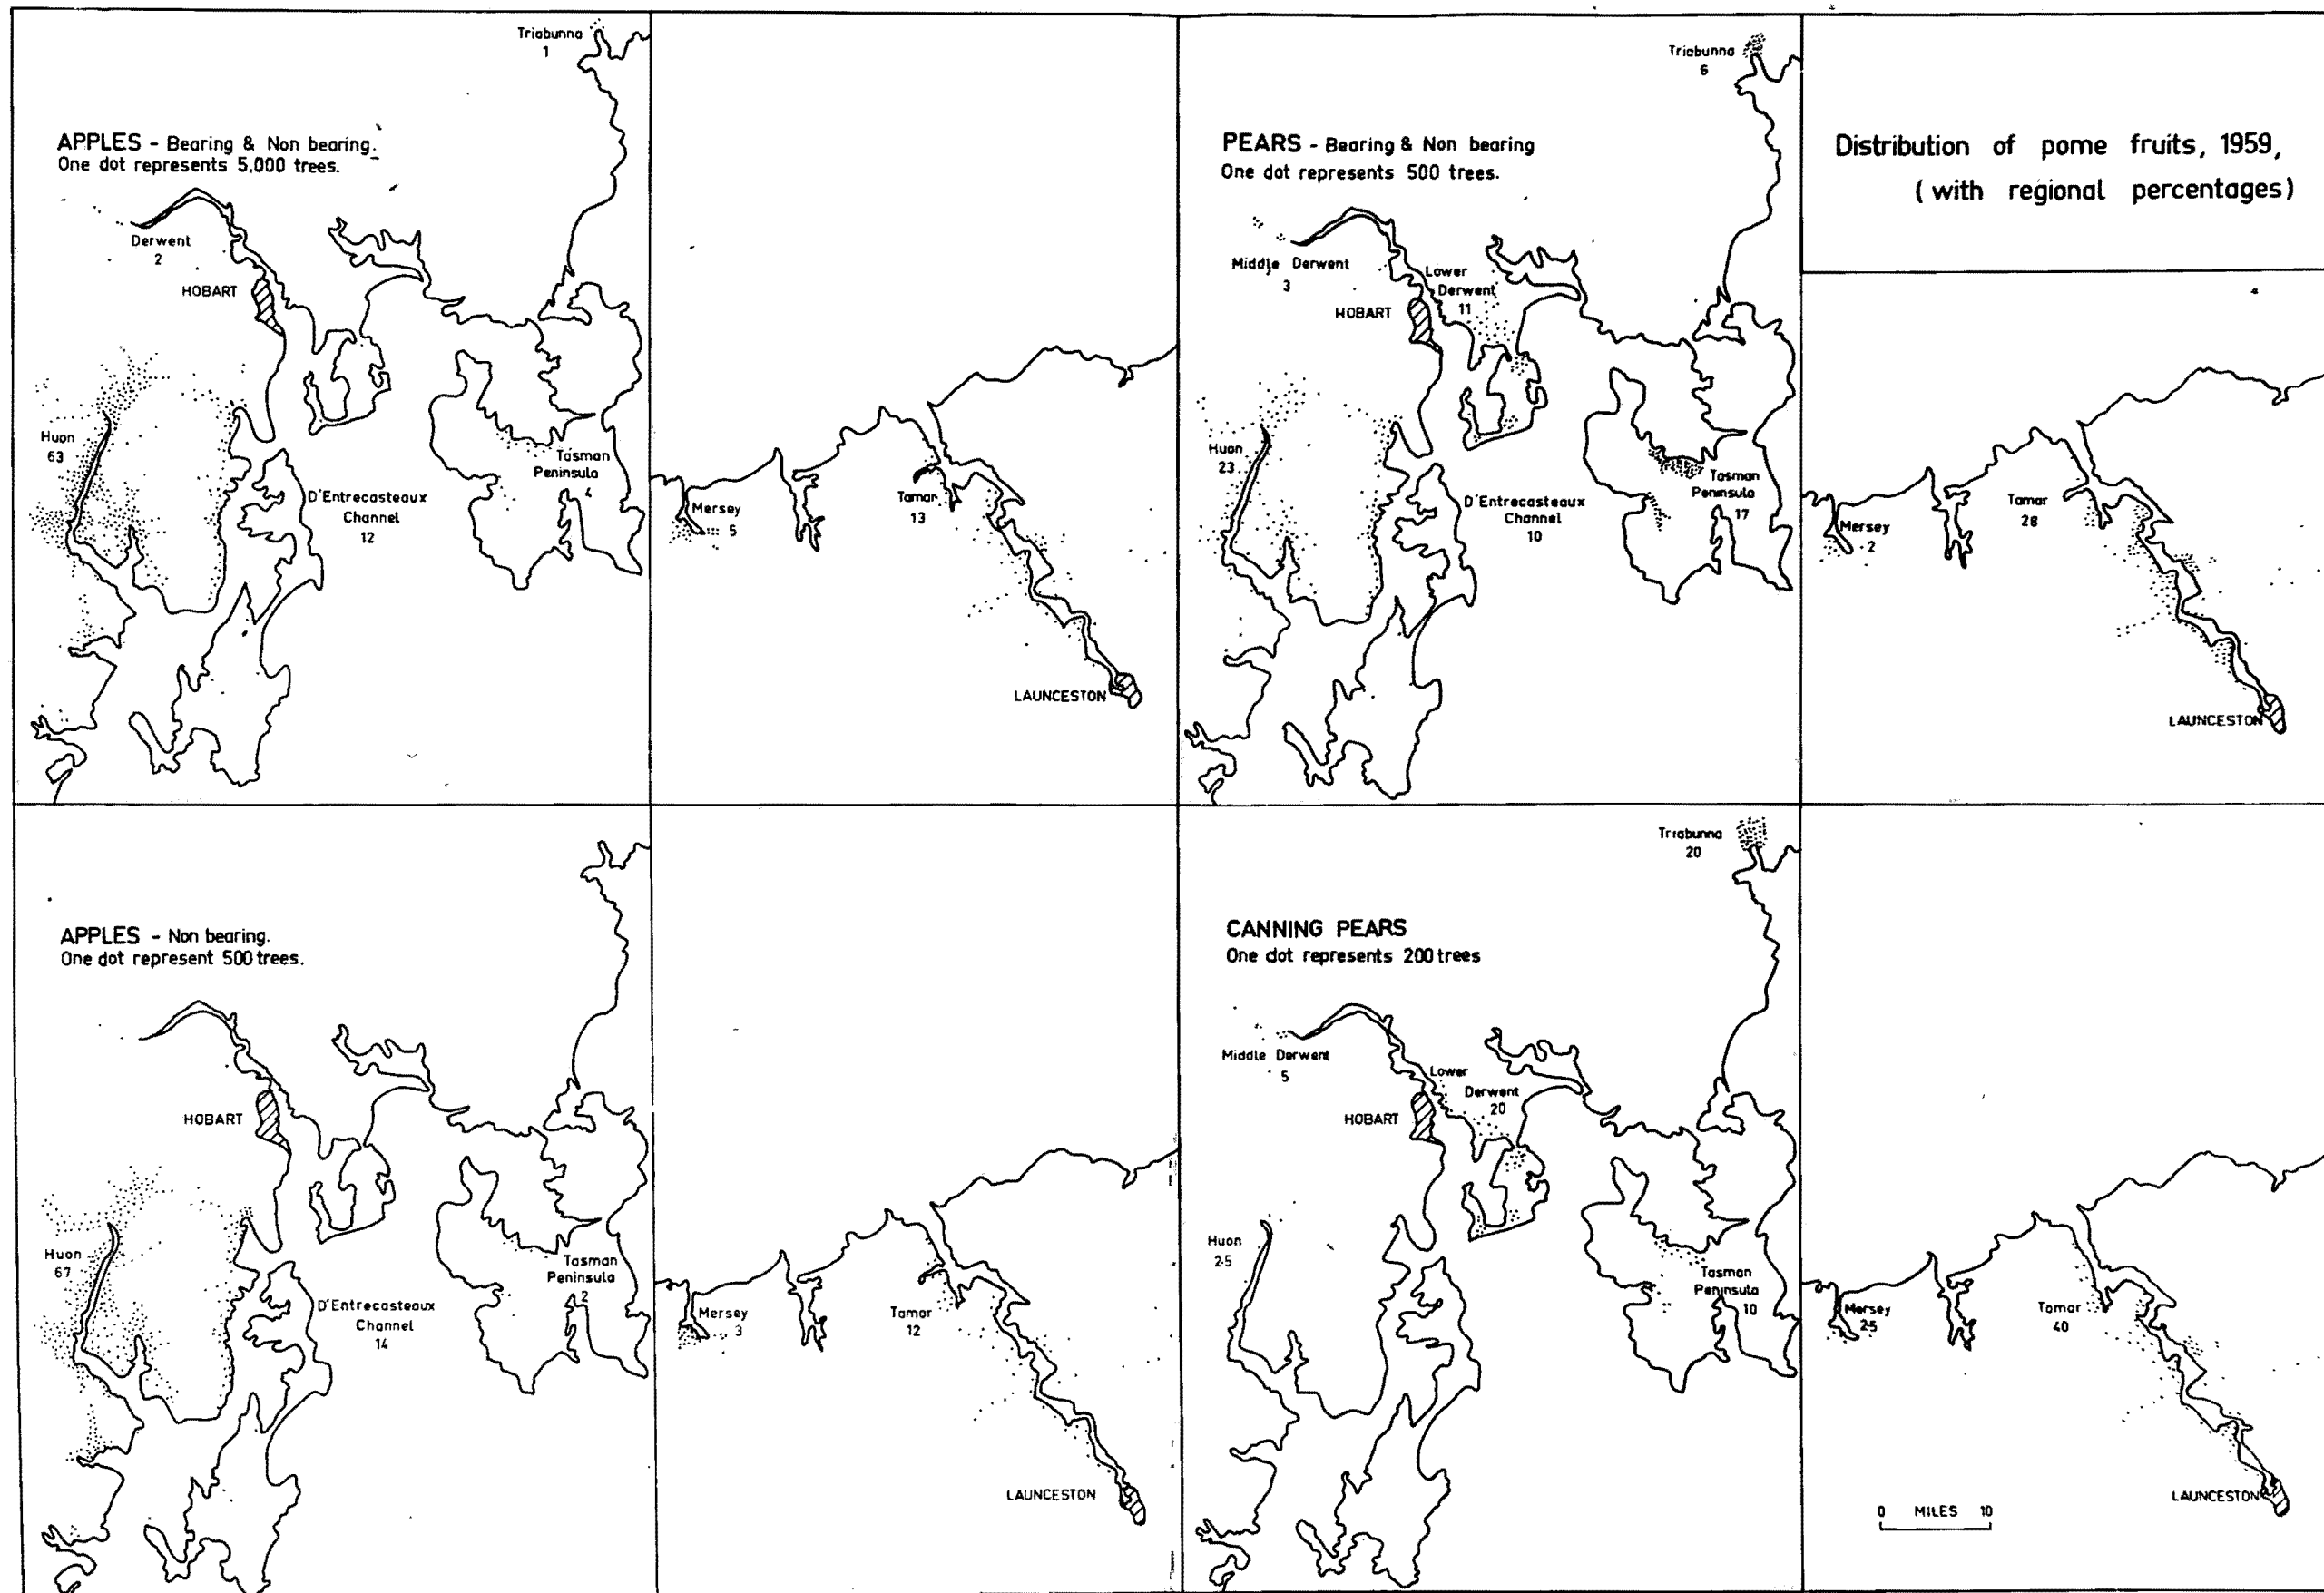 Distribution of pome fruits, 1959,
(with regional percentages)
APPLES - Bearing & Non bearing.
One dot represents 5,000 trees.
Triabunna
1
Derwent
2
HOBART
Huon
63
D'Entrecasteaux
Channel
12
Tasman
Peninsula
4
Mersey
5
Tamar
13
LAUNCESTON
PEARS - Bearing & Non bearing
One dot represents 500 trees.
Triabunna
6
Middle Derwent
3
Lower
Derwent
11
HOBART
Huon
23
D'Entrecasteaux
Channel
10
Tasman
Peninsula
17
Mersey
2
Tamar
28
LAUNCESTON
APPLES - Non bearing.
One dot represent 500 trees.
HOBART
Huon
67
D'Entrecasteaux
Channel
14
Tasman
Peninsula
2
Mersey
3
Tamar
12
LAUNCESTON
CANNING PEARS
One dot represents 200 trees
Triabunna
20
Middle Derwent
5
Lower
Derwent
20
HOBART
Huon
2·5
Tasman
Peninsula
10
Mersey
2·5
Tamar
40
LAUNCESTON
0 MILES 10